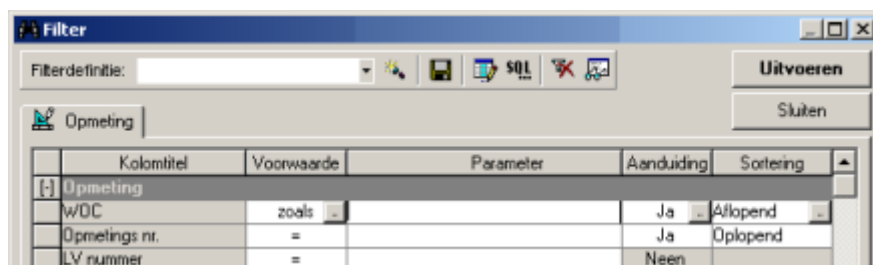 Filter
Filterdefinitie:
SQL
Uitvoeren
Sluiten
Opmeting
Kolomtitel Voorwaarde Parameter Aanduiding Sortering
[-] Opmeting
WOC zoals .. Ja .. Aflopend ..
Opmetings nr. = Ja Oplopend
LV nummer = Neen